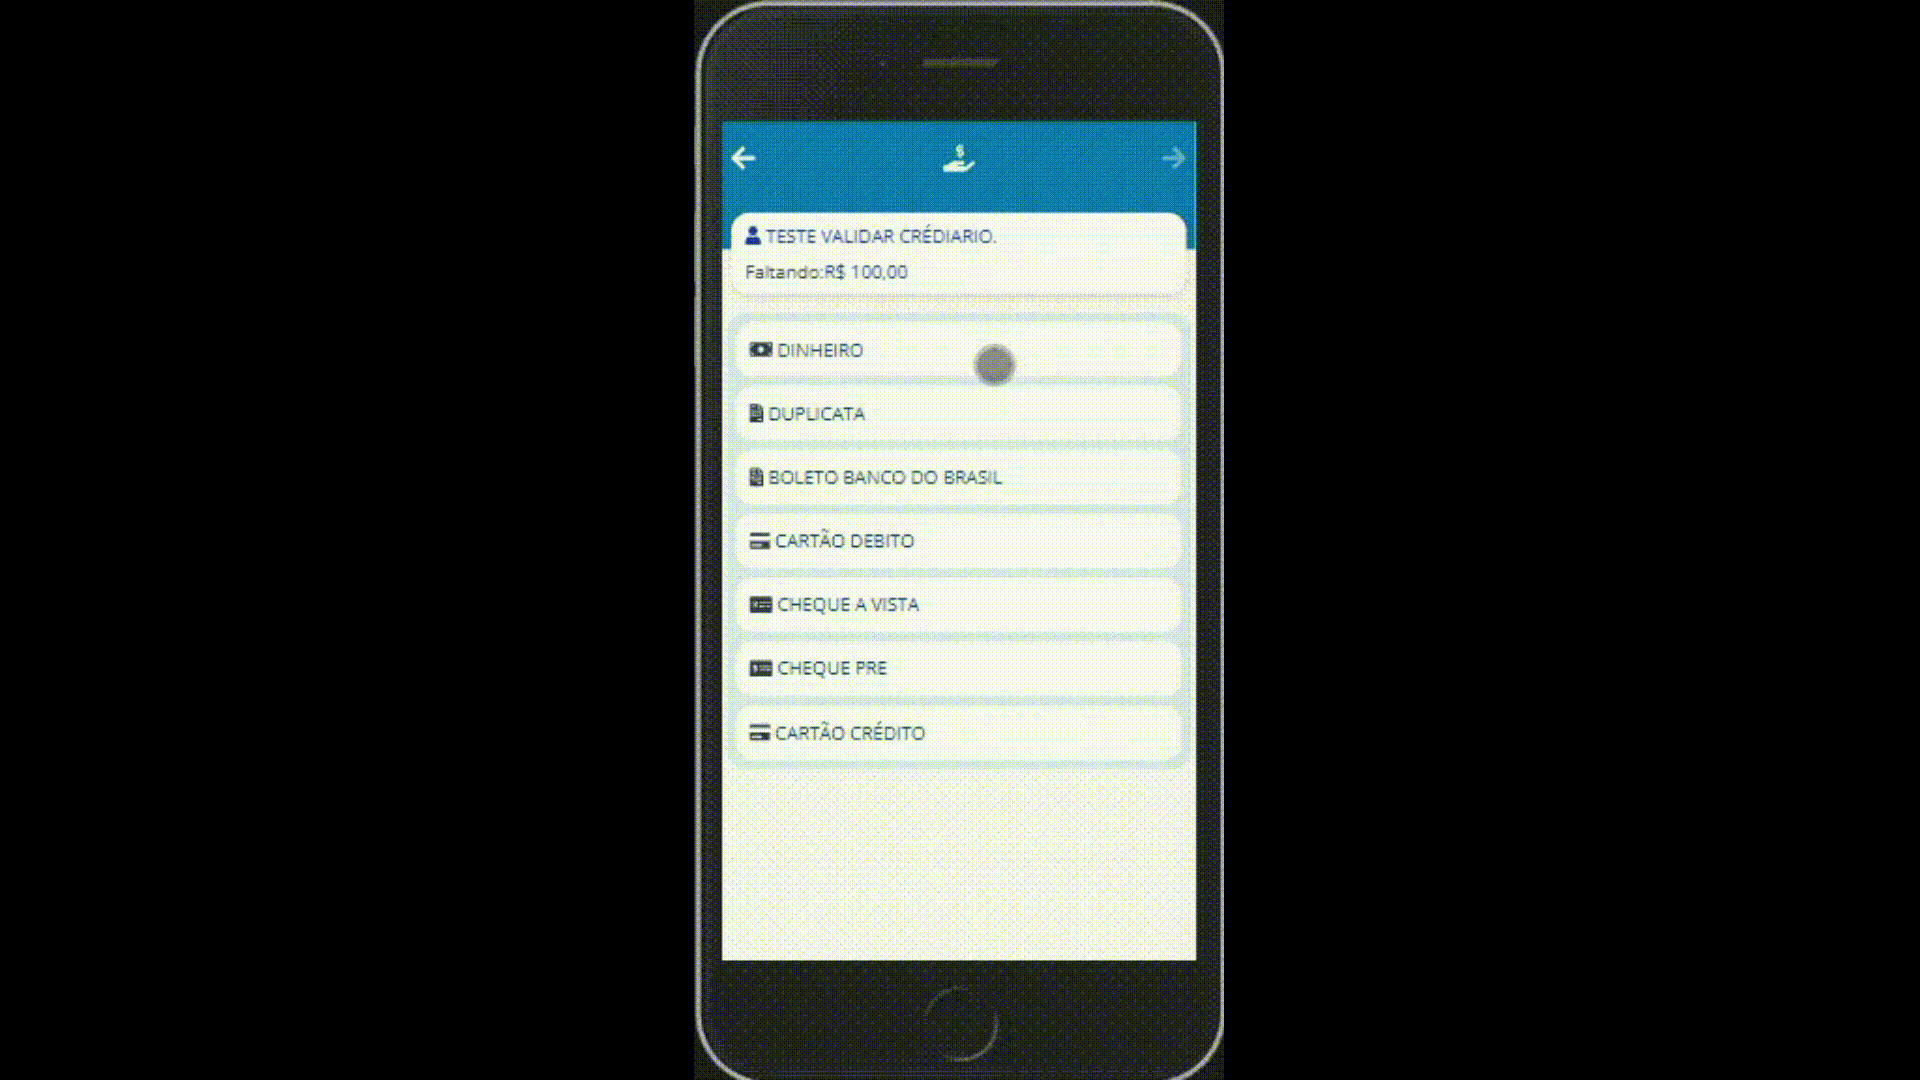 TESTE VALIDAR CRÉDIARIO.
Faltando:R$ 100,00
DINHEIRO
DUPLICATA
BOLETO BANCO DO BRASIL
CARTÃO DEBITO
CHEQUE A VISTA
CHEQUE PRE
CARTÃO CRÉDITO